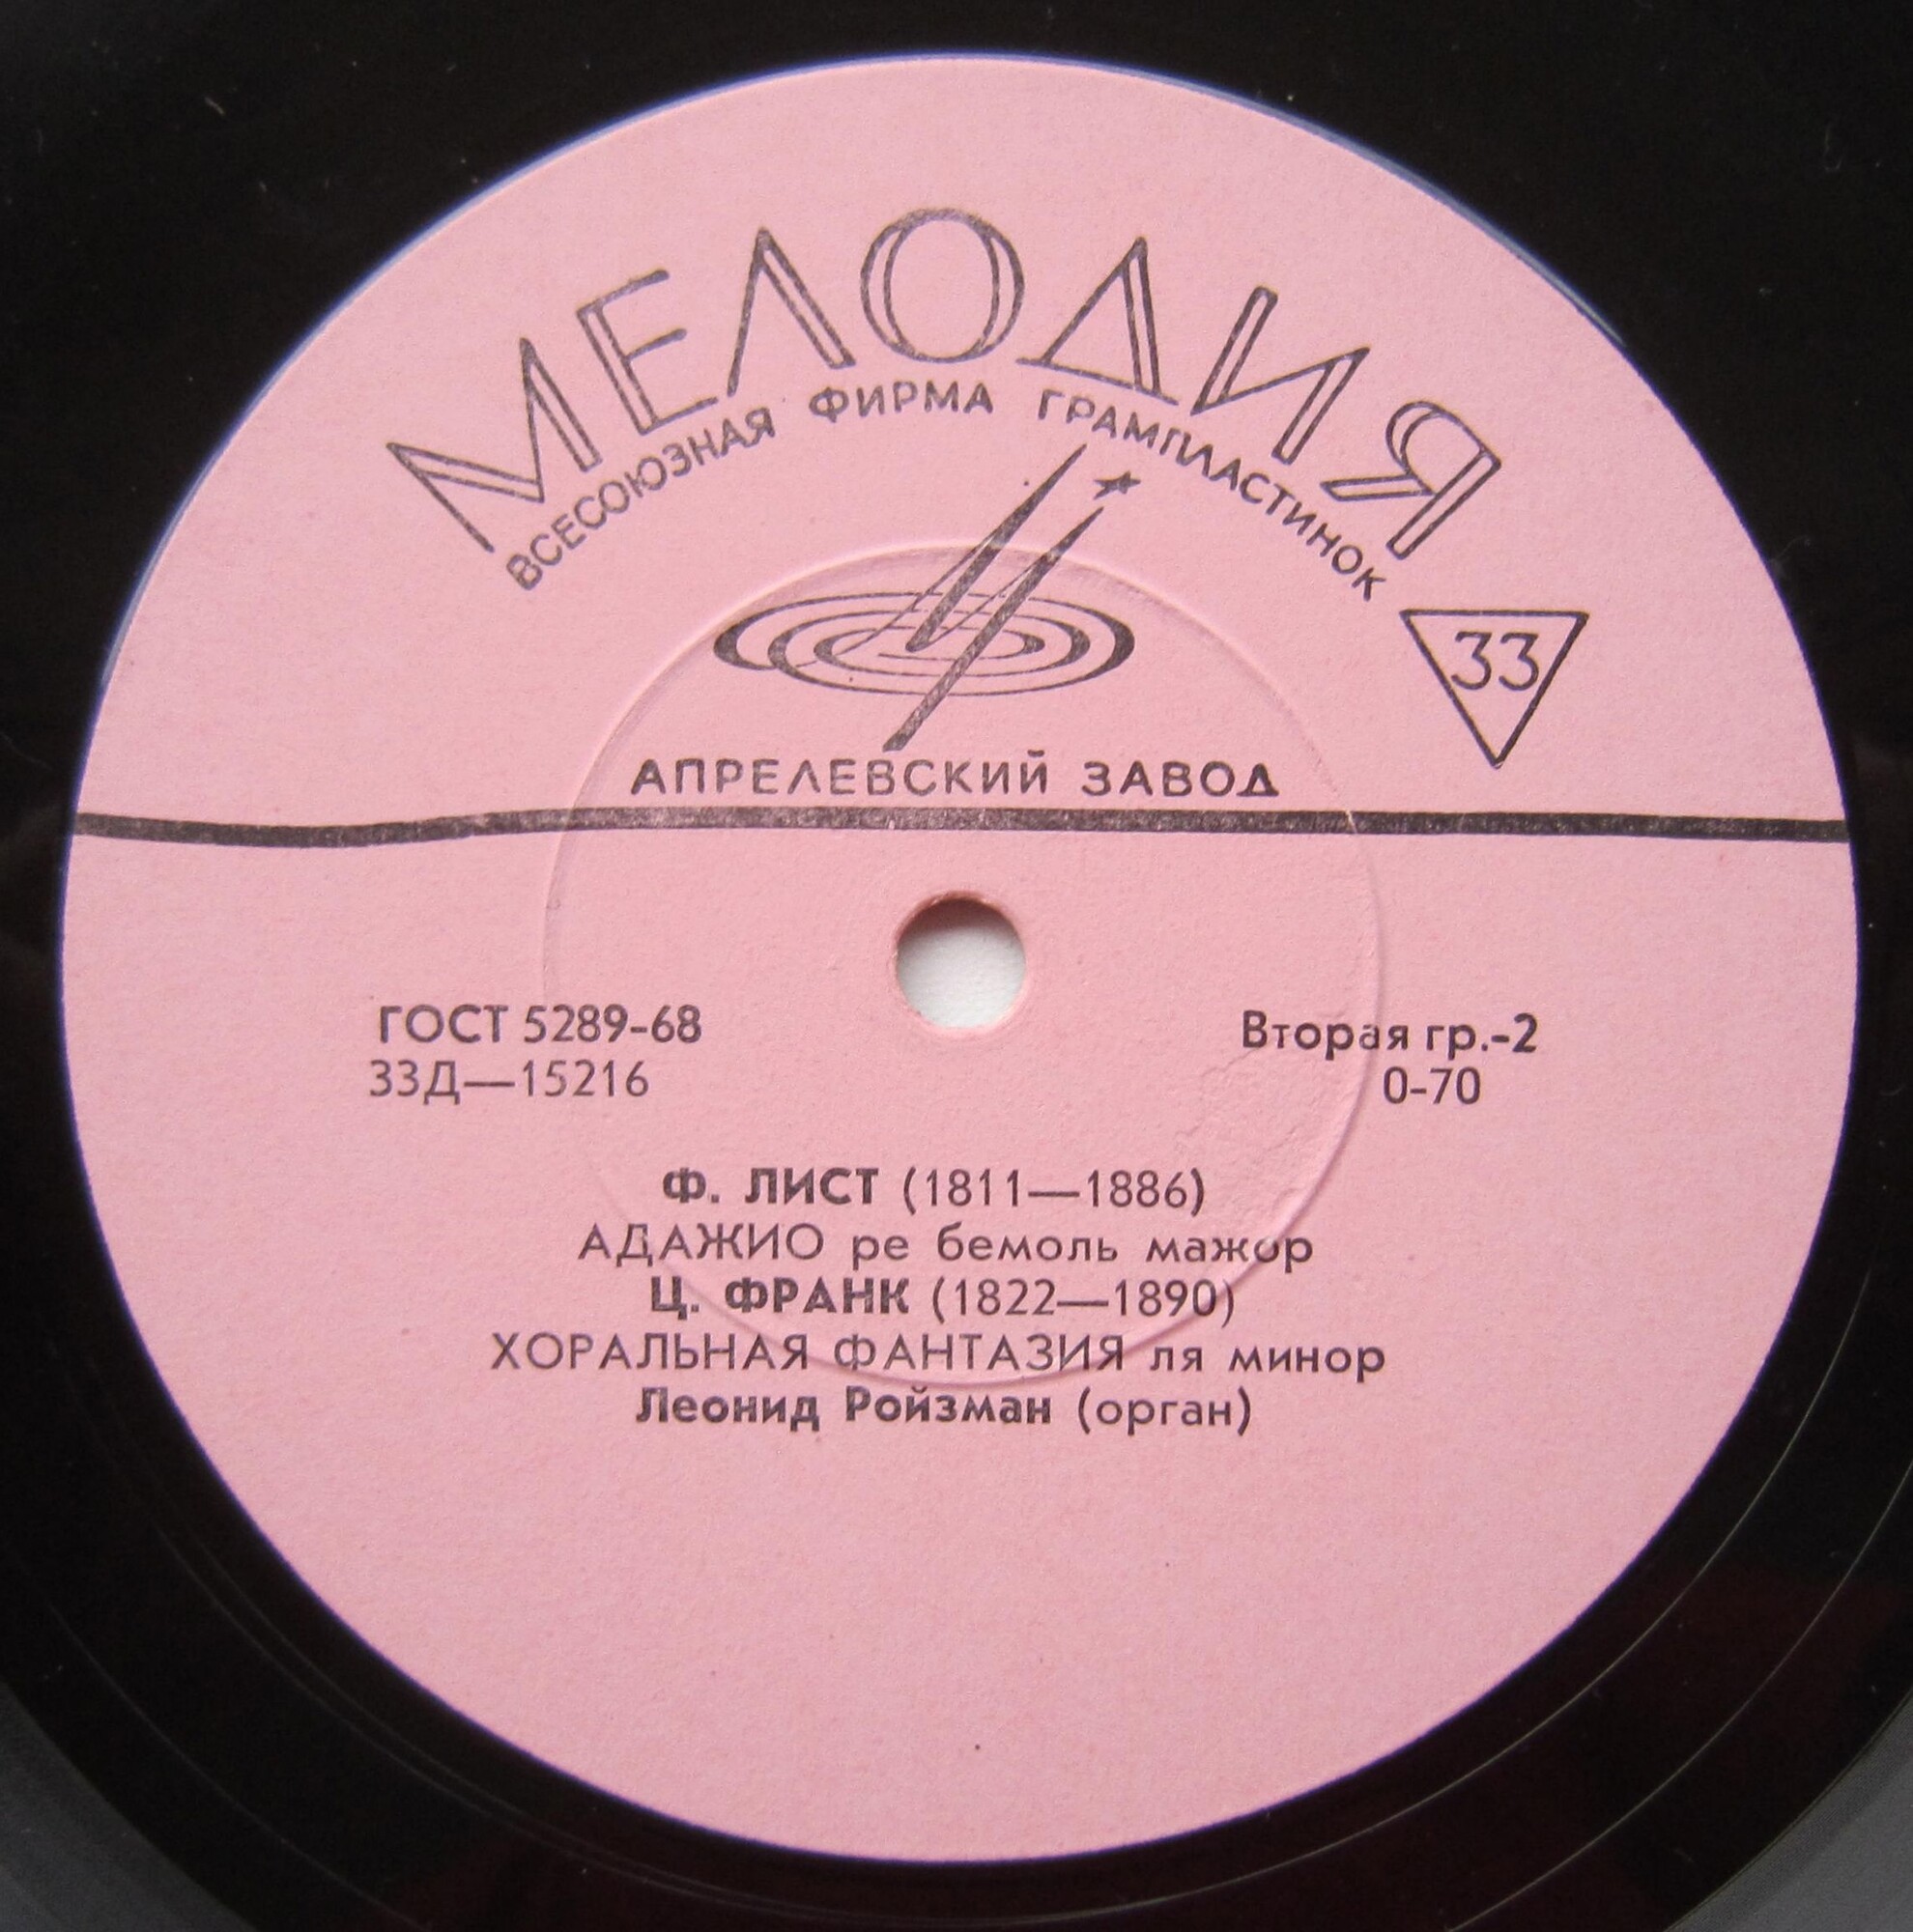 МЕЛОДИЯ
ВСЕСОЮЗНАЯ ФИРМА ГРАМПЛАСТИНОК
33
АПРЕЛЕВСКИЙ ЗАВОД
ГОСТ 5289-68
Вторая гр.-2
33Д—15216
0-70
Ф. ЛИСТ (1811—1886)
АДАЖИО ре бемоль мажор
Ц. ФРАНК (1822—1890)
ХОРАЛЬНАЯ ФАНТАЗИЯ ля минор
Леонид Ройзман (орган)